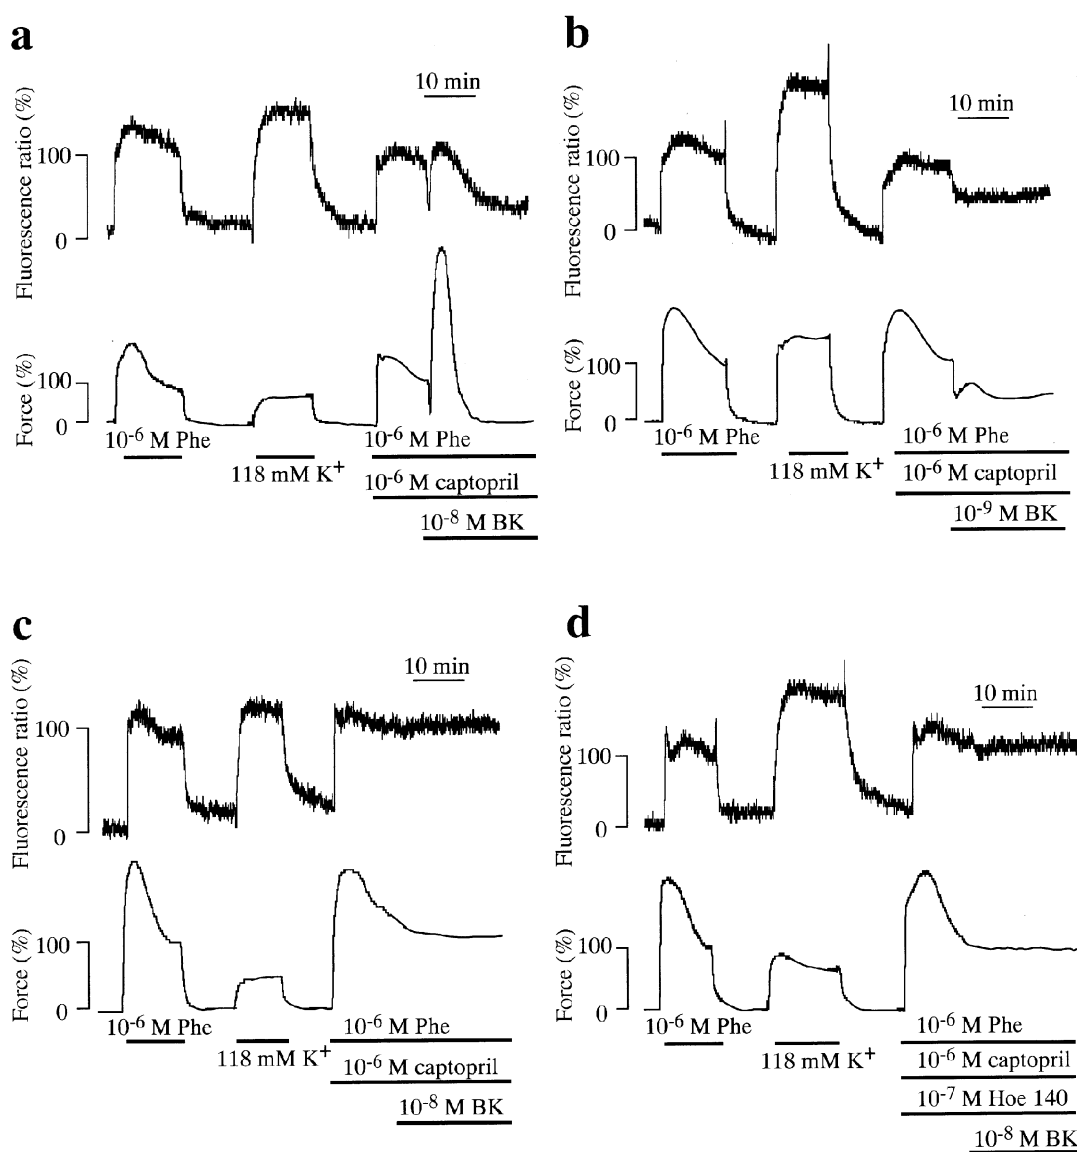 a
10 min
Fluorescence ratio (%)
100
0
Force (%)
100
0
10-6 M Phe
118 mM K+
10-6 M Phe
10-6 M captopril
10-8 M BK
b
10 min
Fluorescence ratio (%)
100
0
Force (%)
100
0
10-6 M Phe
118 mM K+
10-6 M Phe
10-6 M captopril
10-9 M BK
c
10 min
Fluorescence ratio (%)
100
0
Force (%)
100
0
10-6 M Phe
118 mM K+
10-6 M Phe
10-6 M captopril
10-8 M BK
d
10 min
Fluorescence ratio (%)
100
0
Force (%)
100
0
10-6 M Phe
118 mM K+
10-6 M Phe
10-6 M captopril
10-7 M Hoe 140
10-8 M BK